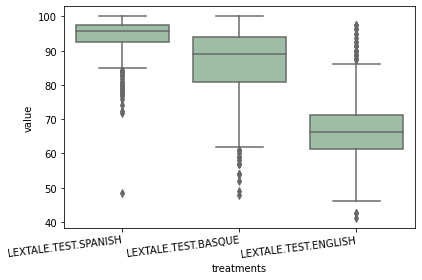 100
90
80
70
60
50
40
value
LEXTALE.TEST.SPANISH
LEXTALE.TEST.BASQUE
LEXTALE.TEST.ENGLISH
treatments